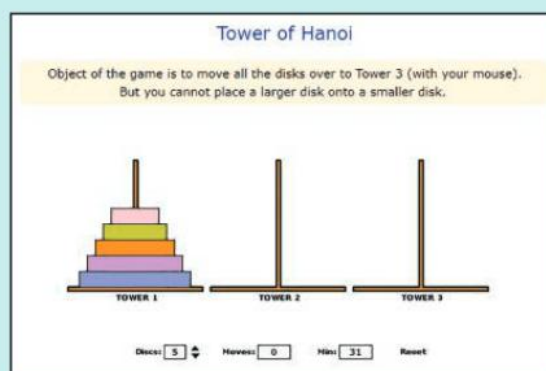 Tower of Hanoi
Object of the game is to move all the disks over to Tower 3 (with your mouse).
But you cannot place a larger disk onto a smaller disk.
TOWER 1 TOWER 2 TOWER 3
Discs: 5 Moves: 0 Min: 31 Reset